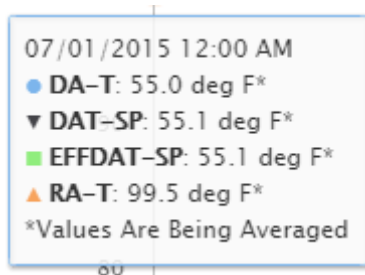 07/01/2015 12:00 AM
DA-T: 55.0 deg F*
DAT-SP: 55.1 deg F*
EFFDAT-SP: 55.1 deg F*
RA-T: 99.5 deg F*
*Values Are Being Averaged
80